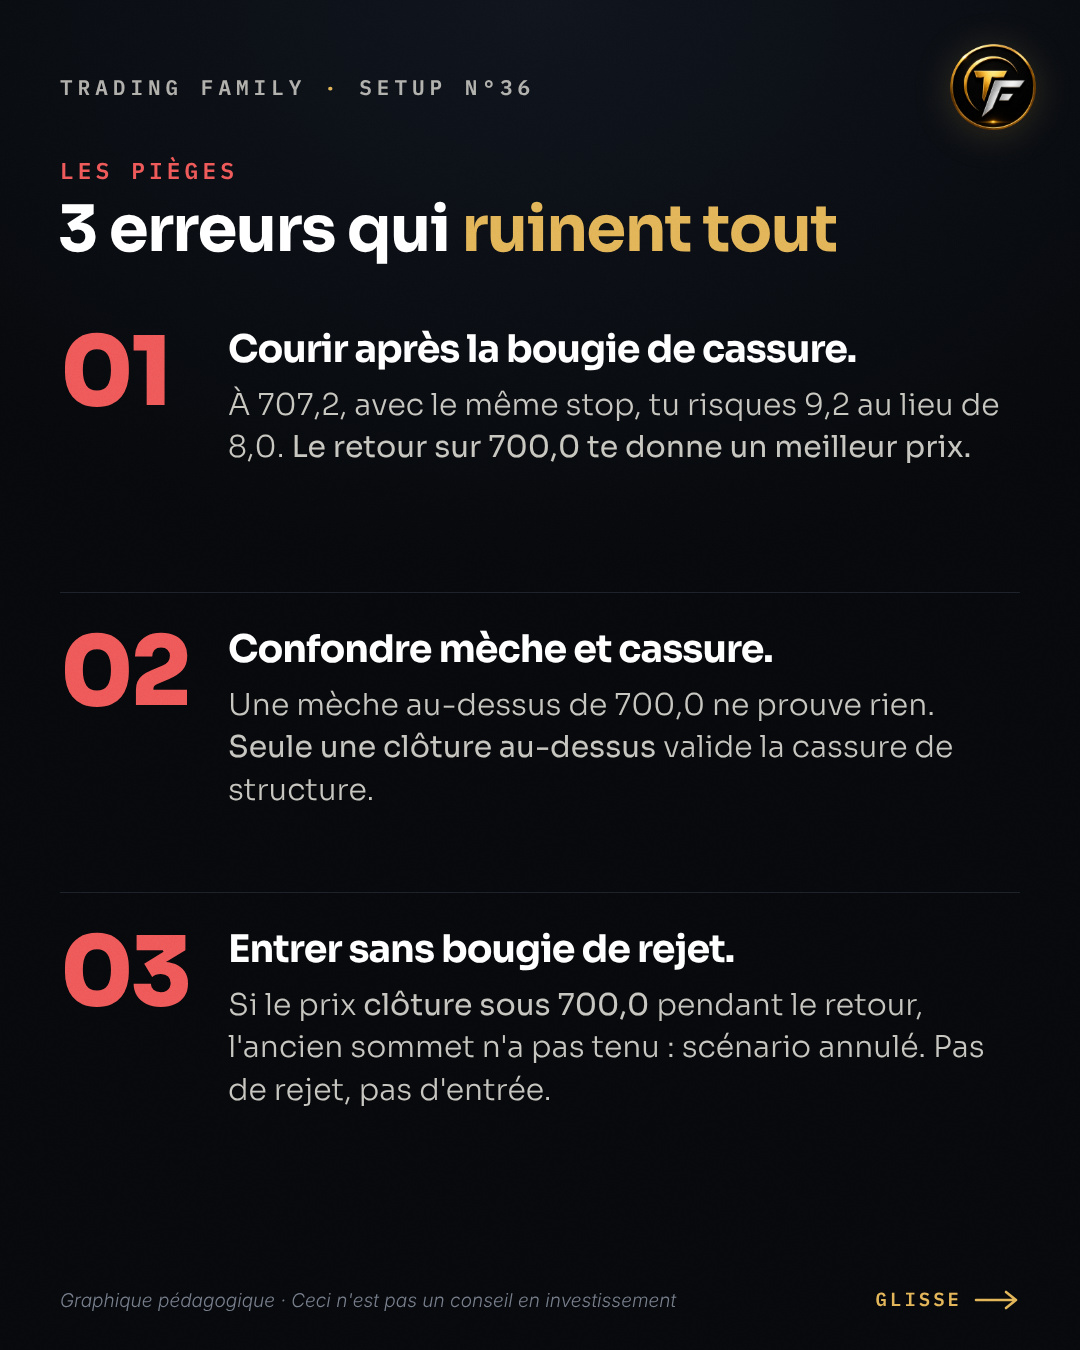 TRADING FAMILY · SETUP N°36
TF
LES PIÈGES
3 erreurs qui ruinent tout
01
Courir après la bougie de cassure.
À 707,2, avec le même stop, tu risques 9,2 au lieu de
8,0. Le retour sur 700,0 te donne un meilleur prix.
02
Confondre mèche et cassure.
Une mèche au-dessus de 700,0 ne prouve rien.
Seule une clôture au-dessus valide la cassure de
structure.
03
Entrer sans bougie de rejet.
Si le prix clôture sous 700,0 pendant le retour,
l'ancien sommet n'a pas tenu : scénario annulé. Pas
de rejet, pas d'entrée.
Graphique pédagogique · Ceci n'est pas un conseil en investissement
GLISSE →